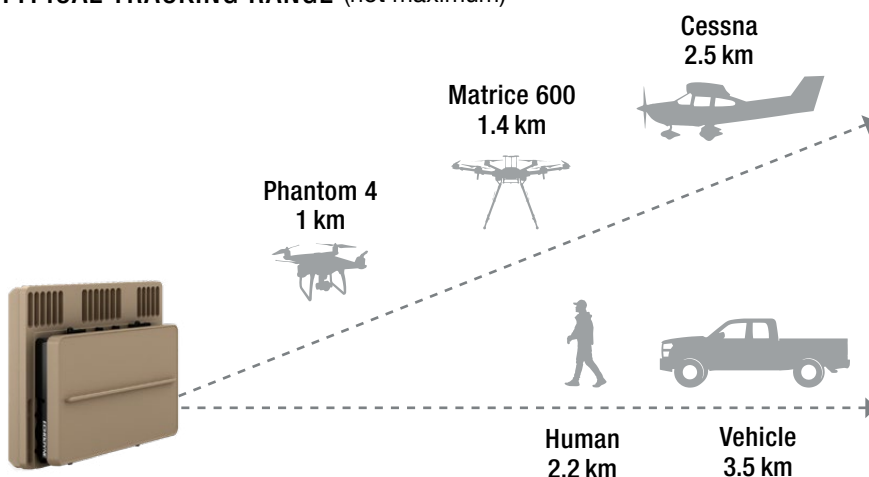 TYPICAL TRACKING RANGE (not maximum)
Cessna
2.5 km
Matrice 600
1.4 km
Phantom 4
1 km
Human
2.2 km
Vehicle
3.5 km